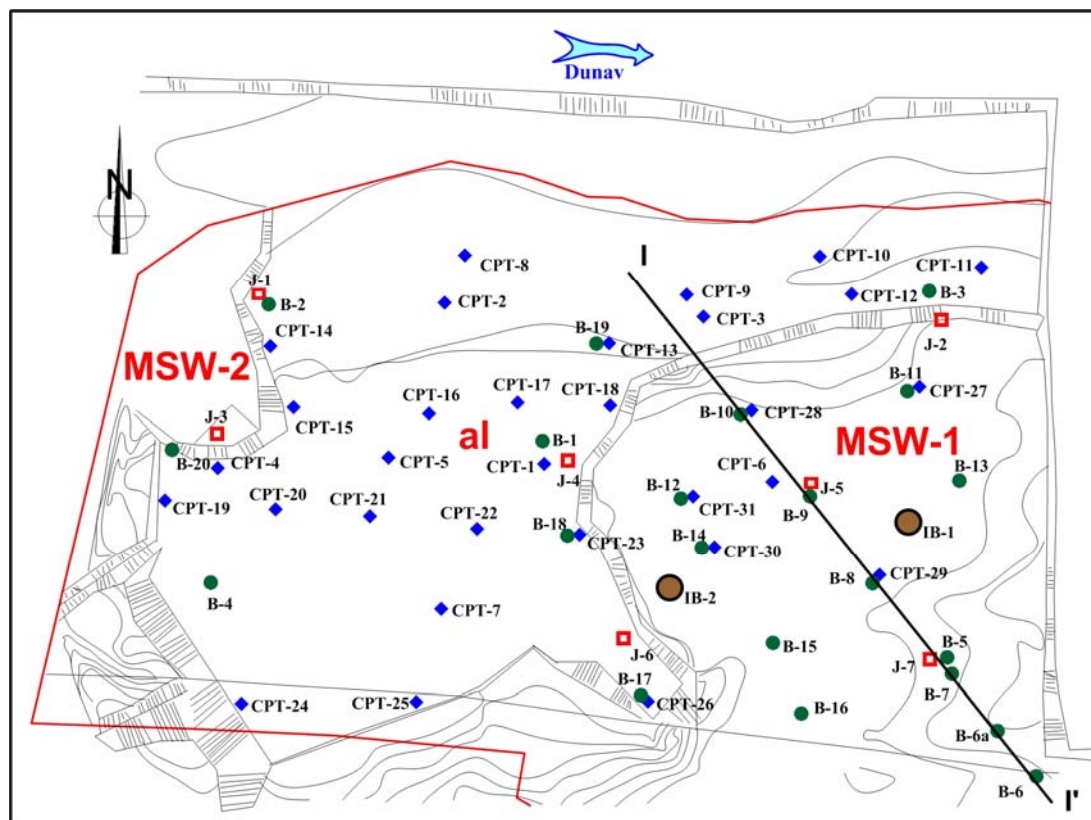 Dunav
N
I
CPT-10
CPT-8
CPT-11
J-1
B-2
CPT-2
CPT-9
CPT-12
B-3
CPT-3
CPT-14
B-19
CPT-13
J-2
MSW-2
CPT-17
CPT-18
B-11
CPT-27
CPT-16
B-10
CPT-28
CPT-15
J-3
al
B-1
MSW-1
B-20
CPT-4
CPT-5
CPT-1
J-4
CPT-6
J-5
B-13
CPT-19
CPT-20
CPT-21
CPT-22
B-12
CPT-31
B-9
B-18
CPT-23
B-14
CPT-30
IB-1
B-4
IB-2
B-8
CPT-29
CPT-7
J-6
B-15
B-5
J-7
B-7
B-17
CPT-24
CPT-25
CPT-26
B-16
B-6a
B-6
I'